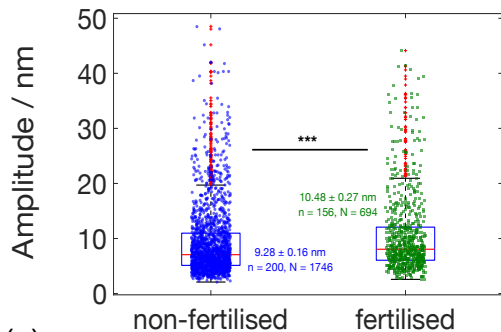 Amplitude / nm
50
40
30
20
10
0
***
10.48 ± 0.27 nm
n = 156, N = 694
9.28 ± 0.16 nm
n = 200, N = 1746
non-fertilised
fertilised